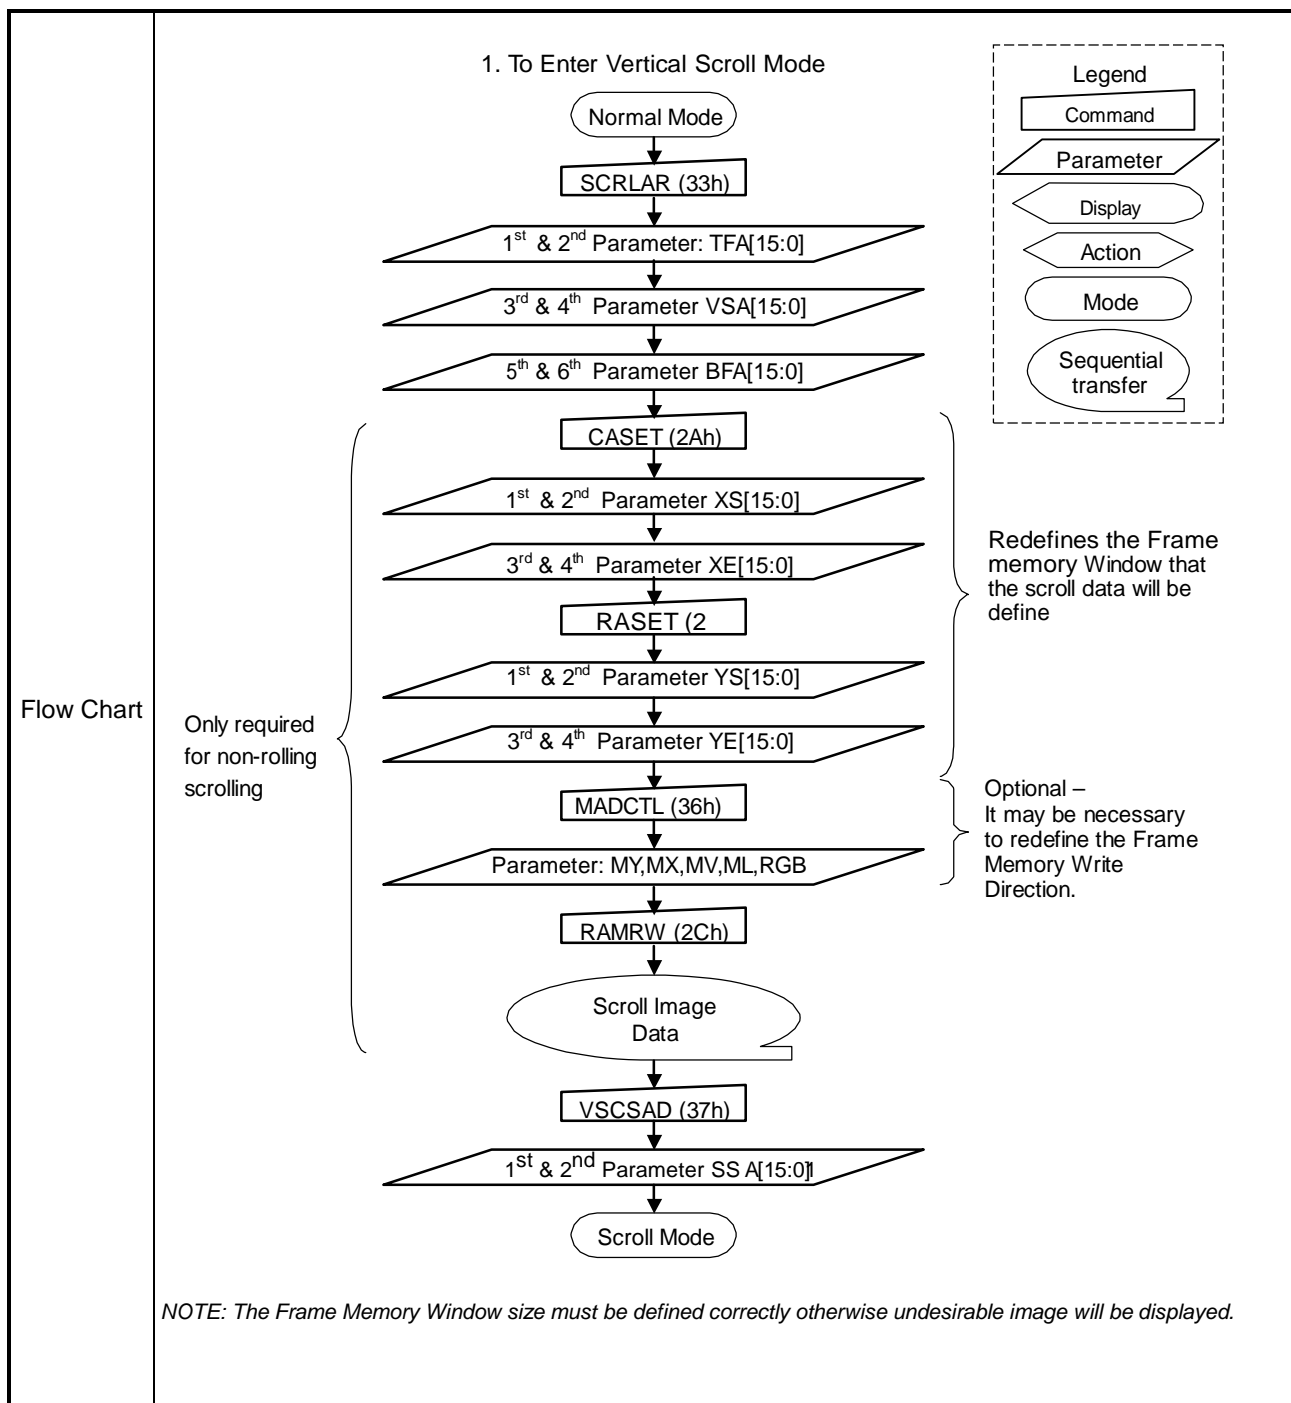 1. To Enter Vertical Scroll Mode
Normal Mode
SCRLAR (33h)
1st & 2nd Parameter: TFA[15:0]
3rd & 4th Parameter VSA[15:0]
5th & 6th Parameter BFA[15:0]
CASET (2Ah)
1st & 2nd Parameter XS[15:0]
3rd & 4th Parameter XE[15:0]
RASET (2
1st & 2nd Parameter YS[15:0]
3rd & 4th Parameter YE[15:0]
MADCTL (36h)
Parameter: MY,MX,MV,ML,RGB
RAMRW (2Ch)
Scroll Image
Data
VSCSAD (37h)
1st & 2nd Parameter SS A[15:0]1
Scroll Mode
Legend
Command
Parameter
Display
Action
Mode
Sequential
transfer
Redefines the Frame
memory Window that
the scroll data will be
define
Optional –
It may be necessary
to redefine the Frame
Memory Write
Direction.
Flow Chart
Only required
for non-rolling
scrolling
NOTE: The Frame Memory Window size must be defined correctly otherwise undesirable image will be displayed.